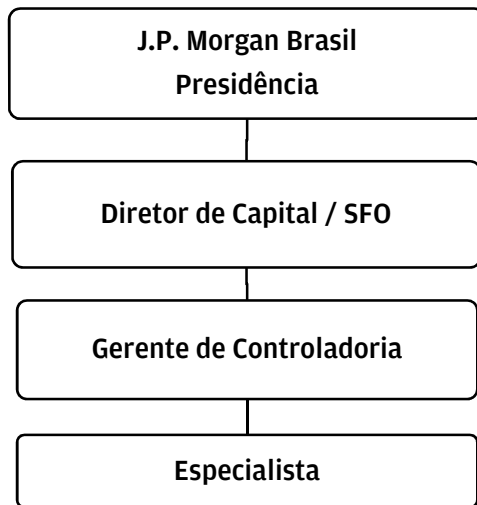 J.P. Morgan Brasil
Presidência
Diretor de Capital / SFO
Gerente de Controladoria
Especialista